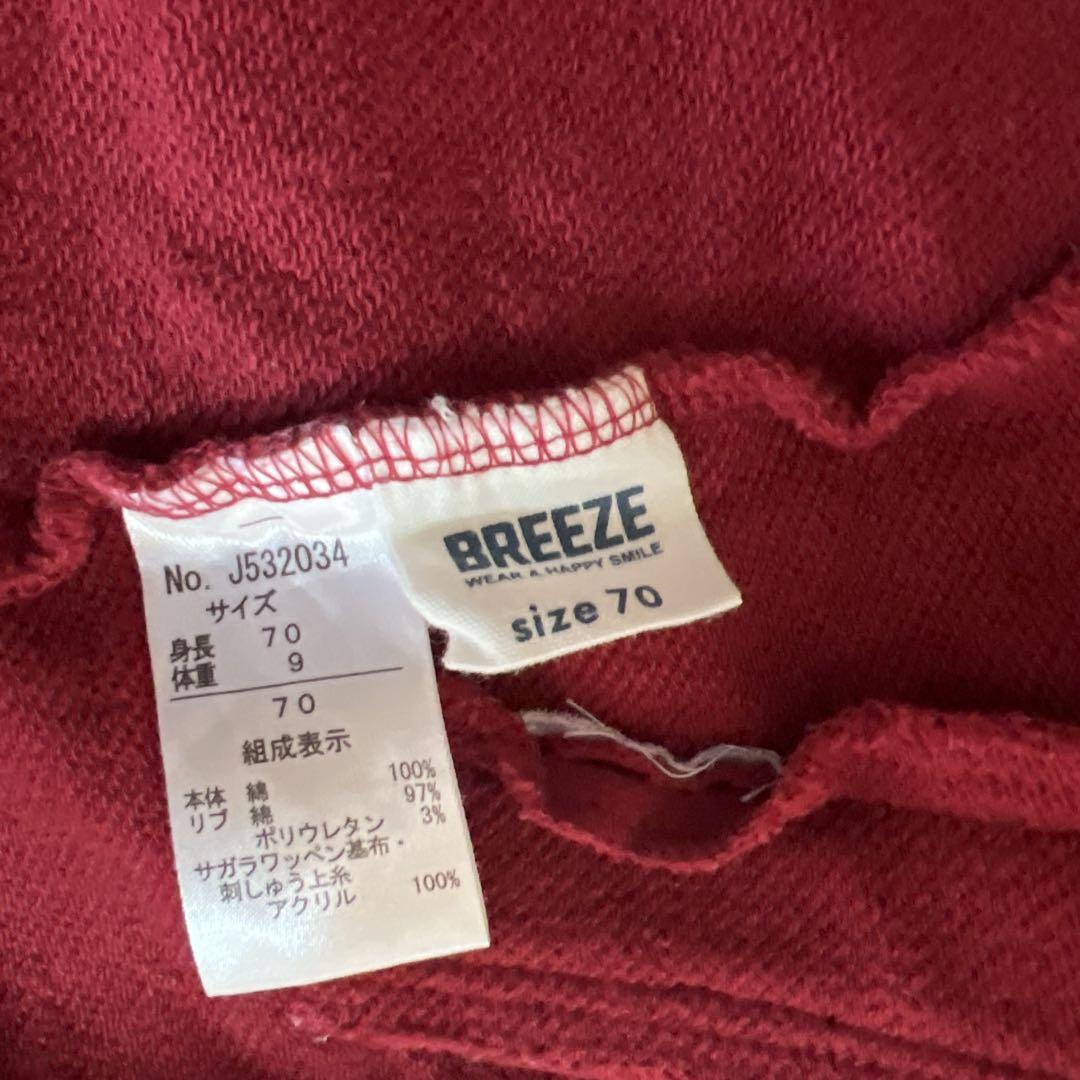 No. J532034
サイズ
身長 70
体重 9
70
組成表示
100%
本体 綿 97%
リブ 綿 3%
ポリウレタン
サガラワッペン基布・
刺しゅう上糸
アクリル 100%
BREEZE
WEAR A HAPPY SMILE
size 70